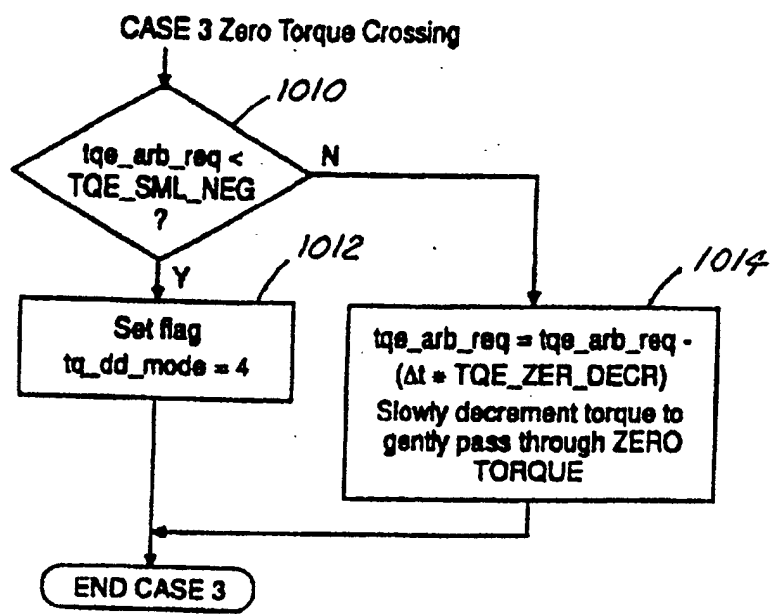 CASE 3 Zero Torque Crossing
1010
tqe_arb_req <
TQE_SML_NEG
?
N
Y
1012
Set flag
tq_dd_mode = 4
1014
tqe_arb_req = tqe_arb_req -
(Δt * TQE_ZER_DECR)
Slowly decrement torque to
gently pass through ZERO
TORQUE
END CASE 3